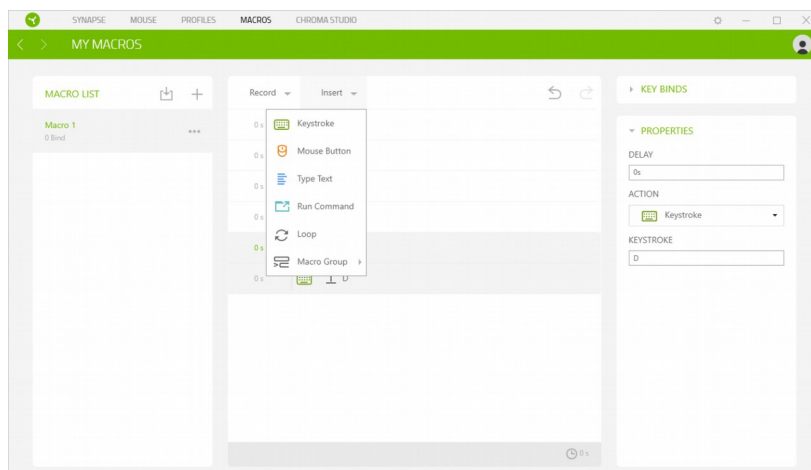 SYNAPSE MOUSE PROFILES MACROS CHROMA STUDIO
MY MACROS
MACRO LIST
Macro 1
0 Bind
Record Insert
0 s
Keystroke
0 s
Mouse Button
0 s
Type Text
0 s
Run Command
Loop
0 s
Macro Group
0 s D
0 s
KEY BINDS
PROPERTIES
DELAY
0s
ACTION
Keystroke
KEYSTROKE
D